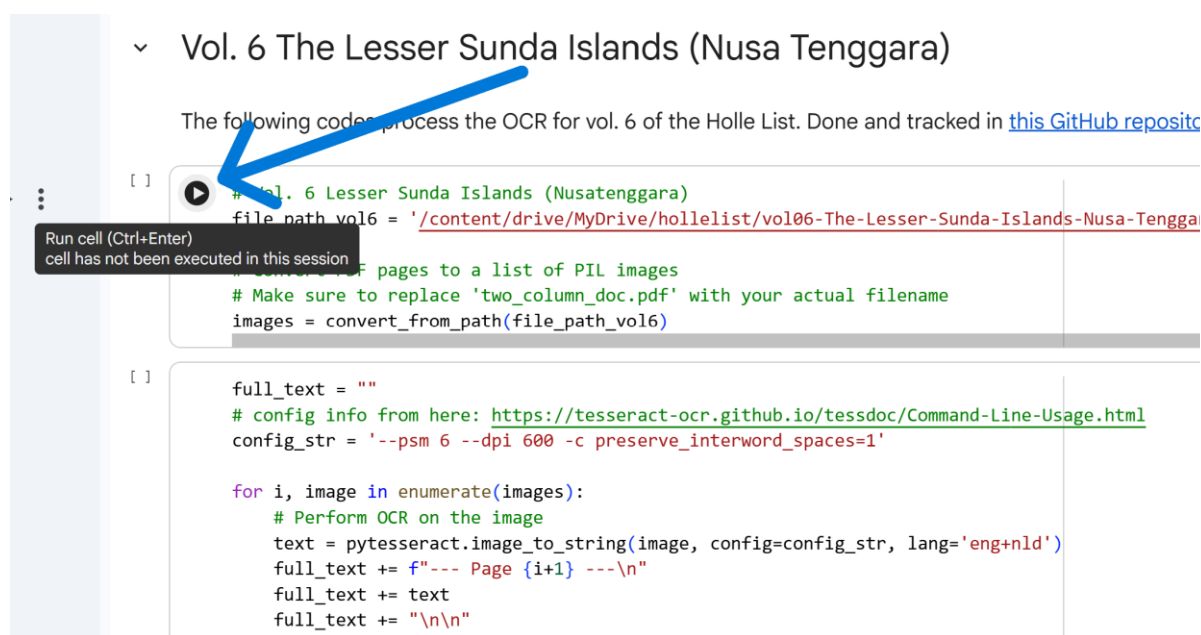 Vol. 6 The Lesser Sunda Islands (Nusa Tenggara)
The following codes process the OCR for vol. 6 of the Holle List. Done and tracked in this GitHub
[ ]
# Vol. 6 Lesser Sunda Islands (Nusatenggara)
file_path_vol6 = '/content/drive/MyDrive/hollelist/vol06-The-Lesser-Sunda-Islands-Nusa-
Run cell (Ctrl+Enter)
cell has not been executed in this session
PDF pages to a list of PIL images
# Make sure to replace 'two_column_doc.pdf' with your actual filename
images = convert_from_path(file_path_vol6)
[ ]
full_text = ""
# config info from here: https://tesseract-ocr.github.io/tessdoc/Command-Line-Usage.html
config_str = '--psm 6 --dpi 600 -c preserve_interword_spaces=1'
for i, image in enumerate(images):
# Perform OCR on the image
text = pytesseract.image_to_string(image, config=config_str, lang='eng+nld')
full_text += f"--- Page {i+1} ---\n"
full_text += text
full_text += "\n\n"